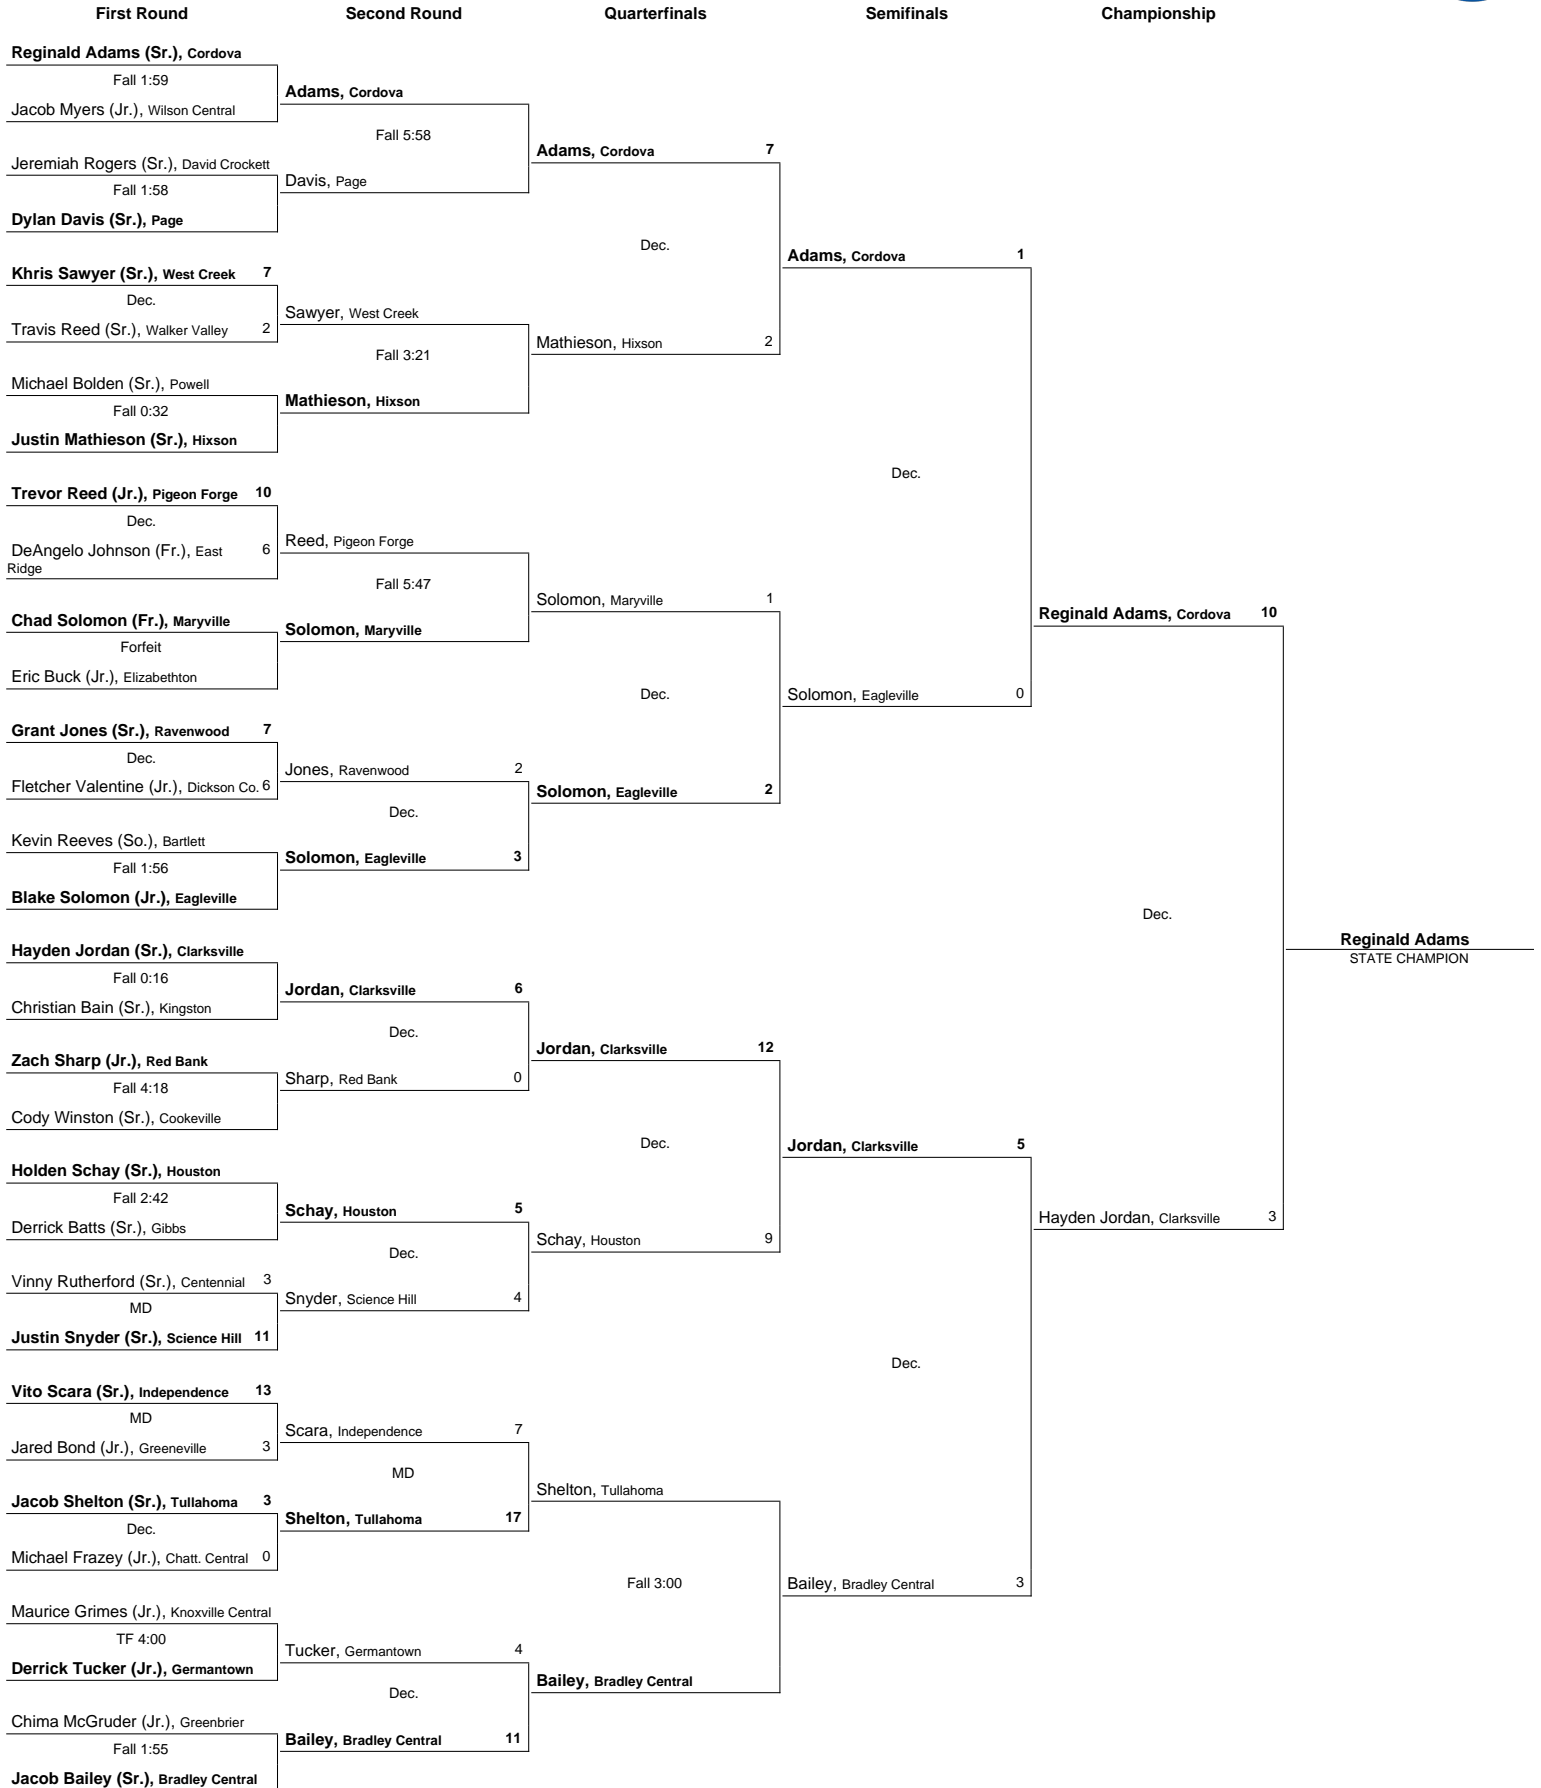 First Round Second Round Quarterfinals Semifinals Championship
Reginald Adams (Sr.), Cordova
Fall 1:59
Jacob Myers (Jr.), Wilson Central
Jeremiah Rogers (Sr.), David Crockett
Fall 1:58
Dylan Davis (Sr.), Page
Khris Sawyer (Sr.), West Creek 7
Dec.
Travis Reed (Sr.), Walker Valley 2
Michael Bolden (Sr.), Powell
Fall 0:32
Justin Mathieson (Sr.), Hixson
Trevor Reed (Jr.), Pigeon Forge 10
Dec.
DeAngelo Johnson (Fr.), East 6
Ridge
Chad Solomon (Fr.), Maryville
Forfeit
Eric Buck (Jr.), Elizabethton
Grant Jones (Sr.), Ravenwood 7
Dec.
Fletcher Valentine (Jr.), Dickson Co. 6
Kevin Reeves (So.), Bartlett
Fall 1:56
Blake Solomon (Jr.), Eagleville
Hayden Jordan (Sr.), Clarksville
Fall 0:16
Christian Bain (Sr.), Kingston
Zach Sharp (Jr.), Red Bank
Fall 4:18
Cody Winston (Sr.), Cookeville
Holden Schay (Sr.), Houston
Fall 2:42
Derrick Batts (Sr.), Gibbs
Vinny Rutherford (Sr.), Centennial 3
MD
Justin Snyder (Sr.), Science Hill 11
Vito Scara (Sr.), Independence 13
MD
Jared Bond (Jr.), Greeneville 3
Jacob Shelton (Sr.), Tullahoma 3
Dec.
Michael Frazey (Jr.), Chatt. Central 0
Maurice Grimes (Jr.), Knoxville Central
TF 4:00
Derrick Tucker (Jr.), Germantown
Chima McGruder (Jr.), Greenbrier
Fall 1:55
Jacob Bailey (Sr.), Bradley Central
Adams, Cordova
Fall 5:58
Davis, Page
Sawyer, West Creek
Fall 3:21
Mathieson, Hixson
Reed, Pigeon Forge
Fall 5:47
Solomon, Maryville
Jones, Ravenwood 2
Dec.
Solomon, Eagleville 3
Jordan, Clarksville 6
Dec.
Sharp, Red Bank 0
Schay, Houston 5
Dec.
Snyder, Science Hill 4
Scara, Independence 7
MD
Shelton, Tullahoma 17
Tucker, Germantown 4
Dec.
Bailey, Bradley Central 11
Adams, Cordova 7
Dec.
Mathieson, Hixson 2
Solomon, Maryville 1
Dec.
Solomon, Eagleville 2
Jordan, Clarksville 12
Dec.
Schay, Houston 9
Shelton, Tullahoma
Fall 3:00
Bailey, Bradley Central
Adams, Cordova 1
Dec.
Solomon, Eagleville 0
Jordan, Clarksville 5
Dec.
Bailey, Bradley Central 3
Reginald Adams, Cordova 10
Dec.
Hayden Jordan, Clarksville 3
Reginald Adams
STATE CHAMPION